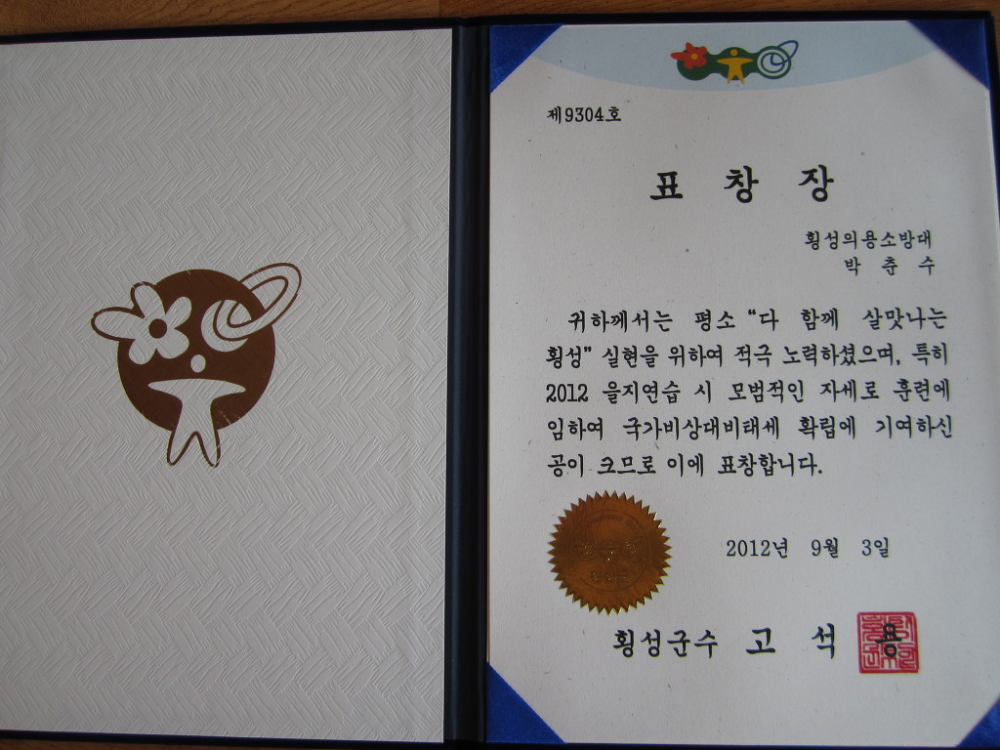 제9304호
표 창 장
횡성의용소방대
박 춘 수
귀하께서는 평소 "다 함께 살맛나는
횡성" 실현을 위하여 적극 노력하셨으며, 특히
2012 을지연습 시 모범적인 자세로 훈련에
임하여 국가비상대비태세 확립에 기여하신
공이 크므로 이에 표창합니다.
2012년 9월 3일
횡성군수 고 석 용